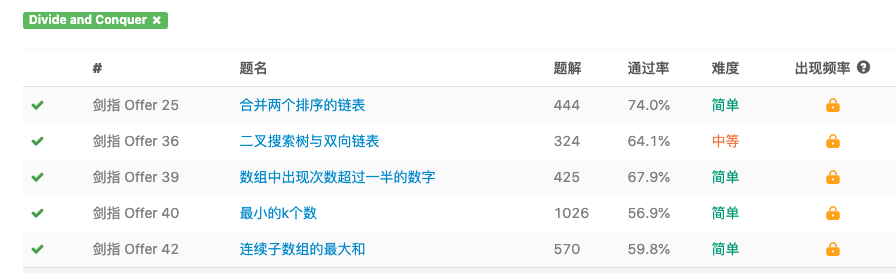 Divide and Conquer ×
# 题名 题解 通过率 难度 出现频率 ?
剑指 Offer 25 合并两个排序的链表 444 74.0% 简单
剑指 Offer 36 二叉搜索树与双向链表 324 64.1% 中等
剑指 Offer 39 数组中出现次数超过一半的数字 425 67.9% 简单
剑指 Offer 40 最小的k个数 1026 56.9% 简单
剑指 Offer 42 连续子数组的最大和 570 59.8% 简单